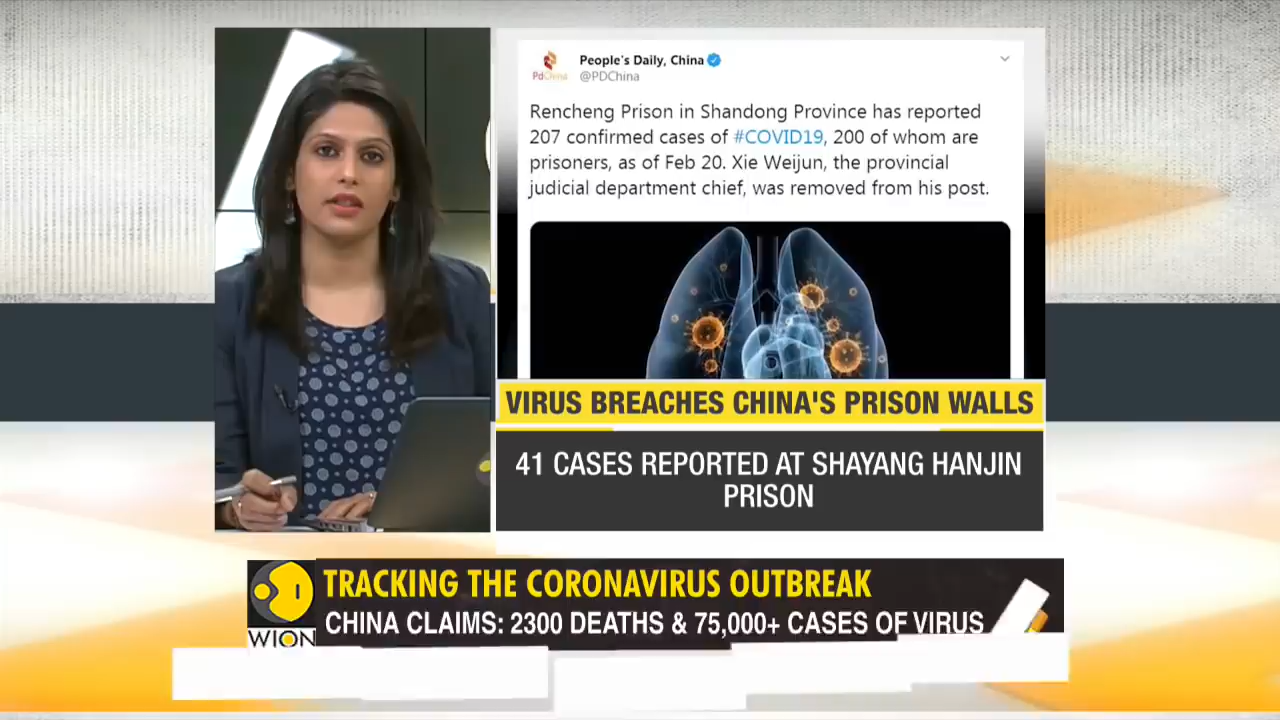 People's Daily, China
@PDChina
PdChina
Rencheng Prison in Shandong Province has reported
207 confirmed cases of #COVID19, 200 of whom are
prisoners, as of Feb 20. Xie Weijun, the provincial
judicial department chief, was removed from his post.
VIRUS BREACHES CHINA'S PRISON WALLS
41 CASES REPORTED AT SHAYANG HANJIN
PRISON
TRACKING THE CORONAVIRUS OUTBREAK
CHINA CLAIMS: 2300 DEATHS & 75,000+ CASES OF VIRUS
WION